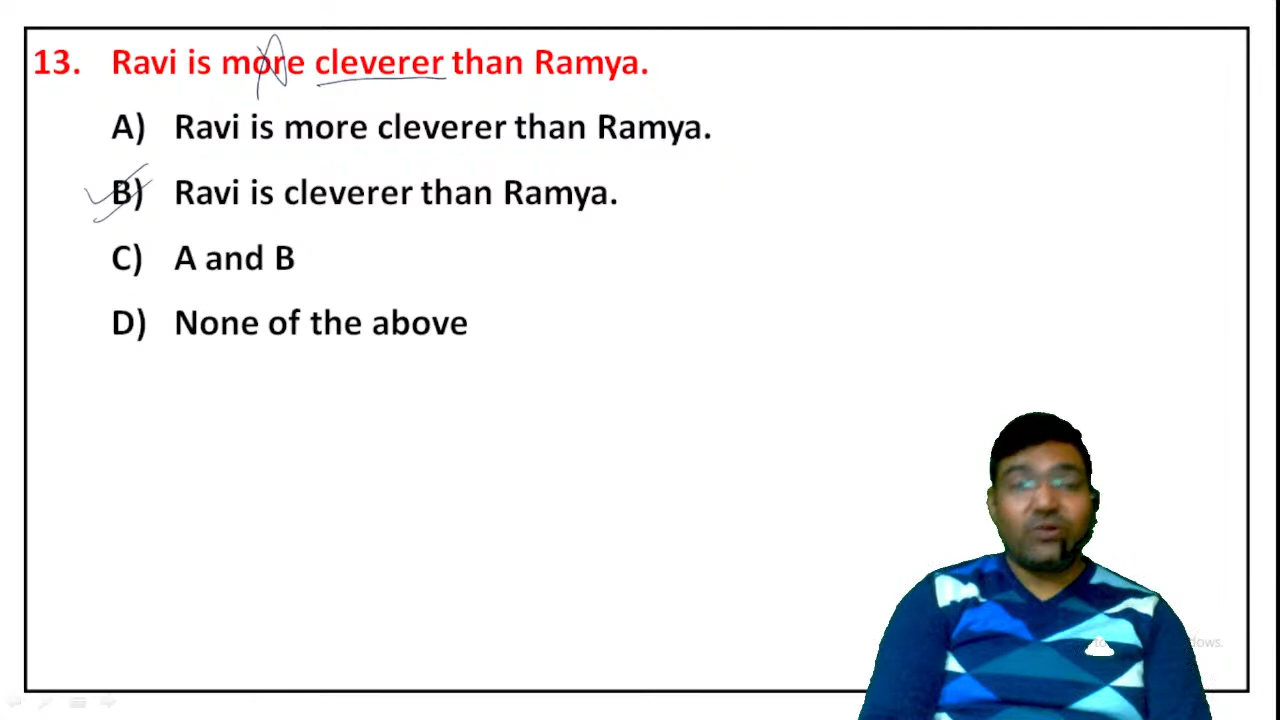 13. Ravi is more cleverer than Ramya.
A) Ravi is more cleverer than Ramya.
B) Ravi is cleverer than Ramya.
C) A and B
D) None of the above